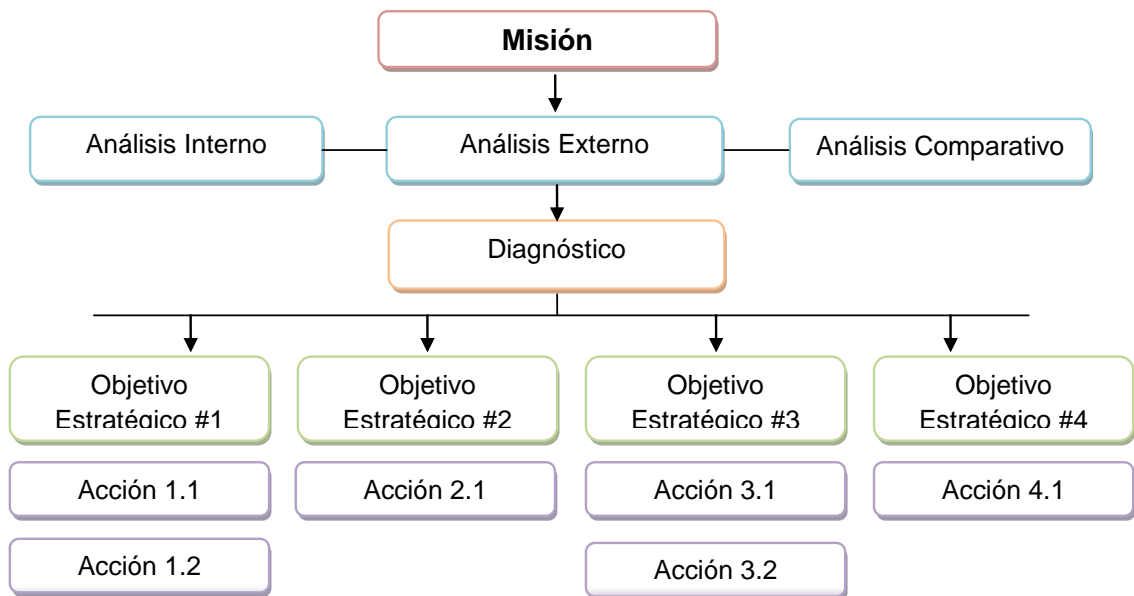 Misión
Análisis Interno
Análisis Externo
Análisis Comparativo
Diagnóstico
Objetivo
Estratégico #1
Objetivo
Estratégico #2
Objetivo
Estratégico #3
Objetivo
Estratégico #4
Acción 1.1
Acción 2.1
Acción 3.1
Acción 4.1
Acción 1.2
Acción 3.2